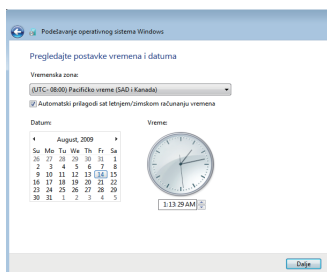 Podešavanje operativnog sistema Windows
Pregledajte postavke vremena i datuma
Vremenska zona:
(UTC- 08:00) Pacifičko vreme (SAD i Kanada)
Automatski prilagodi sat letnjem/zimskom računanju vremena
Datum:
Vreme:
August, 2009
Su Mo Tu We Th Fr Sa
26 27 28 29 30 31 1
2 3 4 5 6 7 8
9 10 11 12 13 14 15
16 17 18 19 20 21 22
23 24 25 26 27 28 29
30 31 1 2 3 4 5
1:13:29 AM
Dalje